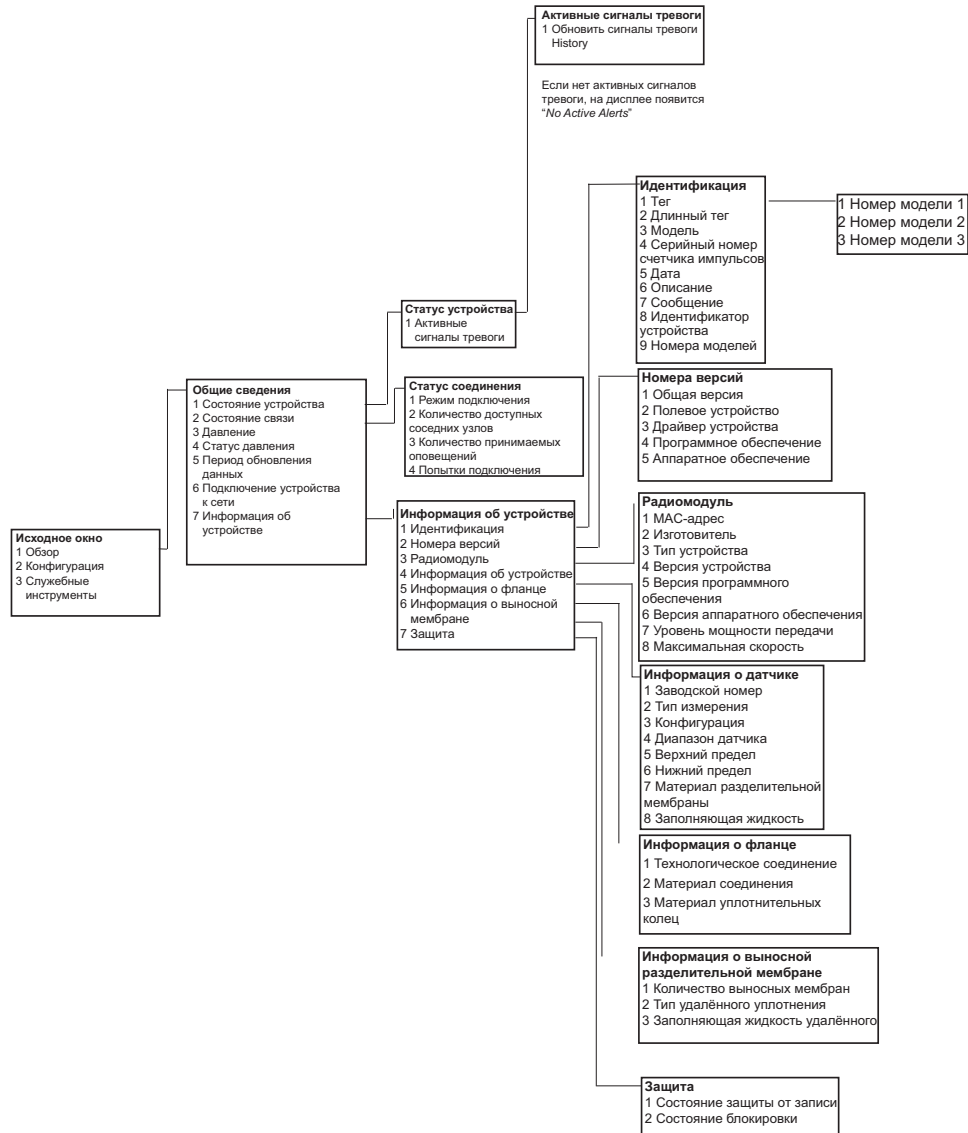 Активные сигналы тревоги
1 Обновить сигналы тревоги
History
Если нет активных сигналов
тревоги, на дисплее появится
“No Active Alerts”
Идентификация
1 Тег
2 Длинный тег
3 Модель
4 Серийный номер
счетчика импульсов
5 Дата
6 Описание
7 Сообщение
8 Идентификатор
устройства
9 Номера моделей
1 Номер модели 1
2 Номер модели 2
3 Номер модели 3
Статус устройства
1 Активные
сигналы тревоги
Номера версий
1 Общая версия
2 Полевое устройство
3 Драйвер устройства
4 Программное обеспечение
5 Аппаратное обеспечение
Общие сведения
1 Состояние устройства
2 Состояние связи
3 Давление
4 Статус давления
5 Период обновления
данных
6 Подключение устройства
к сети
7 Информация об
устройстве
Статус соединения
1 Режим подключения
2 Количество доступных
соседних узлов
3 Количество принимаемых
оповещений
4 Попытки подключения
Информация об устройстве
1 Идентификация
2 Номера версий
3 Радиомодуль
4 Информация об устройстве
5 Информация о фланце
6 Информация о выносной
мембране
7 Защита
Исходное окно
1 Обзор
2 Конфигурация
3 Служебные
инструменты
Радиомодуль
1 MAC-адрес
2 Изготовитель
3 Тип устройства
4 Версия устройства
5 Версия программного
обеспечения
6 Версия аппаратного обеспечения
7 Уровень мощности передачи
8 Максимальная скорость
Информация о датчике
1 Заводской номер
2 Тип измерения
3 Конфигурация
4 Диапазон датчика
5 Верхний предел
6 Нижний предел
7 Материал разделительной
мембраны
8 Заполняющая жидкость
Информация о фланце
1 Технологическое соединение
2 Материал соединения
3 Материал уплотнительных
колец
Информация о выносной
разделительной мембране
1 Количество выносных мембран
2 Тип удалённого уплотнения
3 Заполняющая жидкость удалённого
Защита
1 Состояние защиты от записи
2 Состояние блокировки